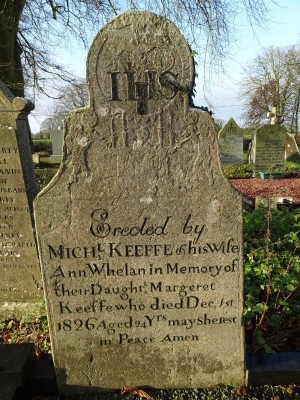 IHS
Erected by
MICHL KEEFFE & his Wife
Ann Whelan in Memory of
their Daught. Margeret
Keeffe who died Dec. 1st
1826 Aged 24 Yrs may She rest
in Peace Amen